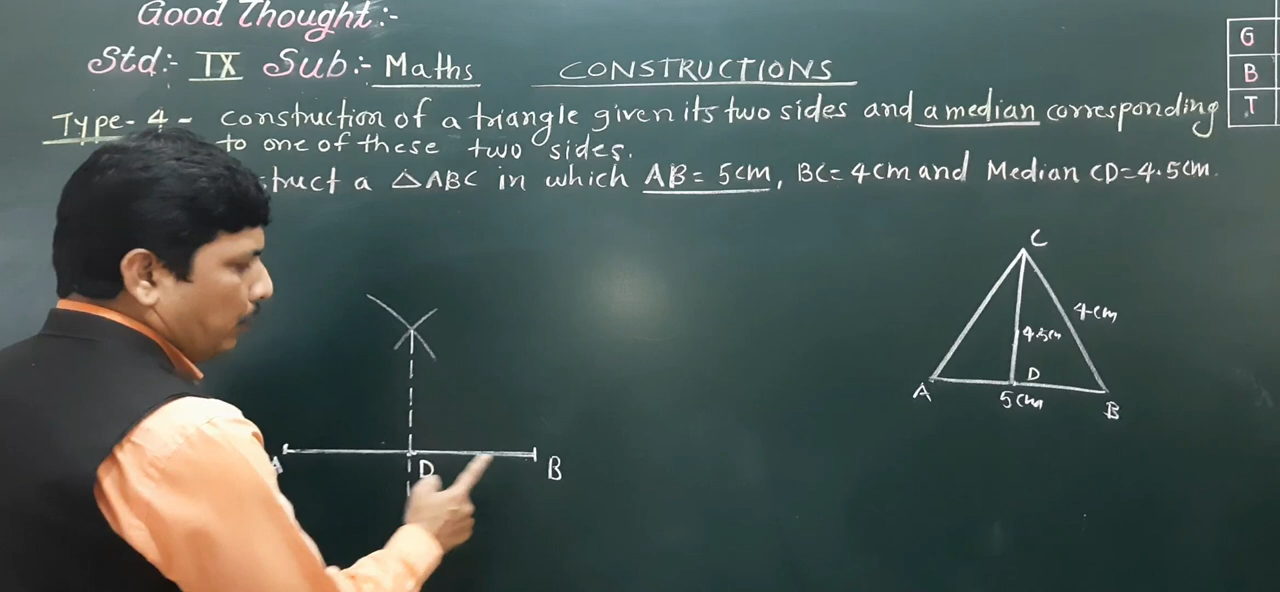 Good Thought:-
Std:- IX Sub:- Maths CONSTRUCTIONS
G
B
T
Type-4- construction of a triangle given its two sides and a median corresponding
to one of these two sides.
struct a △ABC in which AB= 5cm, BC= 4cm and Median CD=4.5cm.
C
4cm
4.5cm
D
A
5cm
B
A
D
B